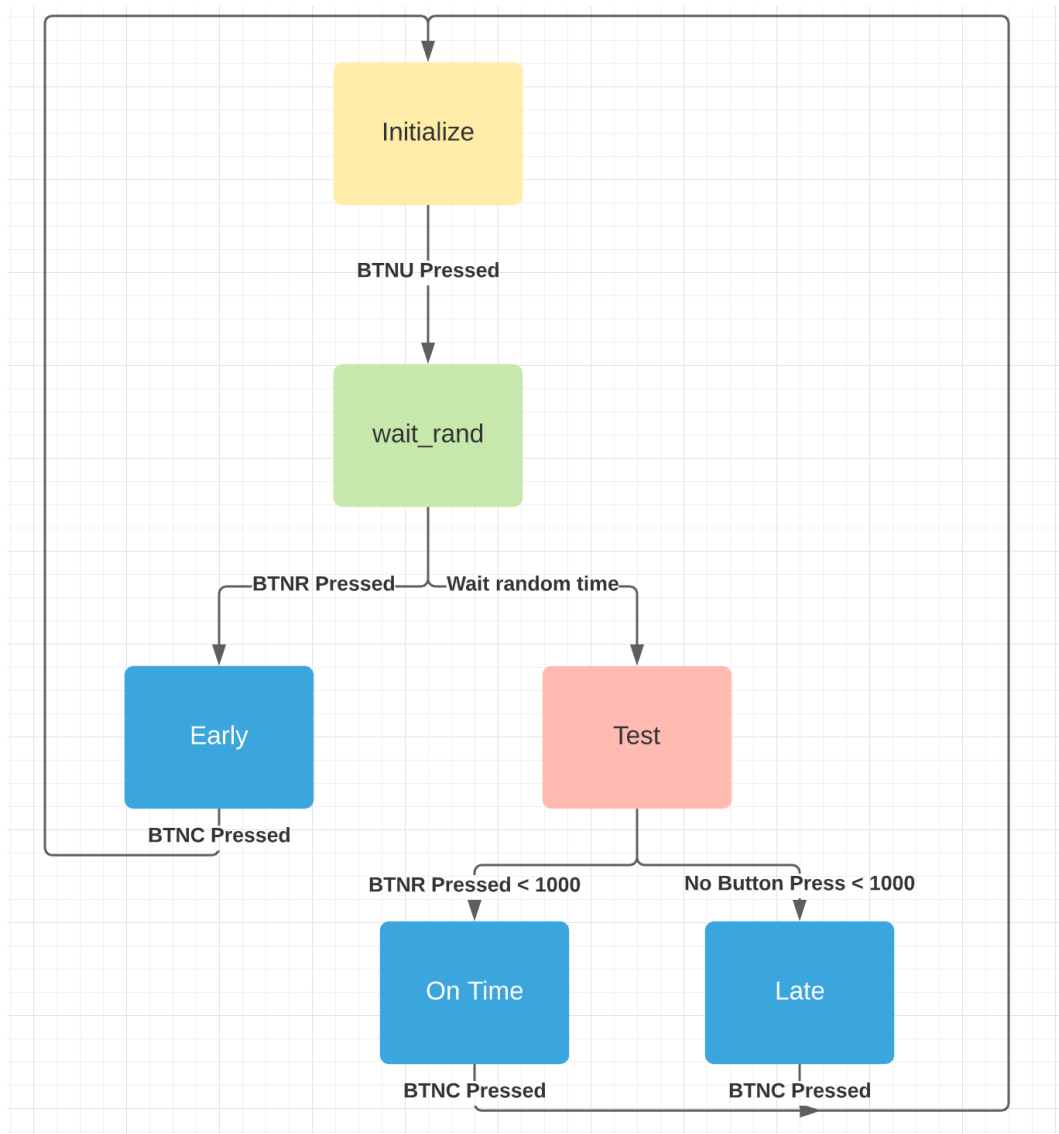 Initialize
BTNU Pressed
wait_rand
BTNR Pressed
Wait random time
Early
Test
BTNC Pressed
BTNR Pressed < 1000
No Button Press < 1000
On Time
Late
BTNC Pressed
BTNC Pressed